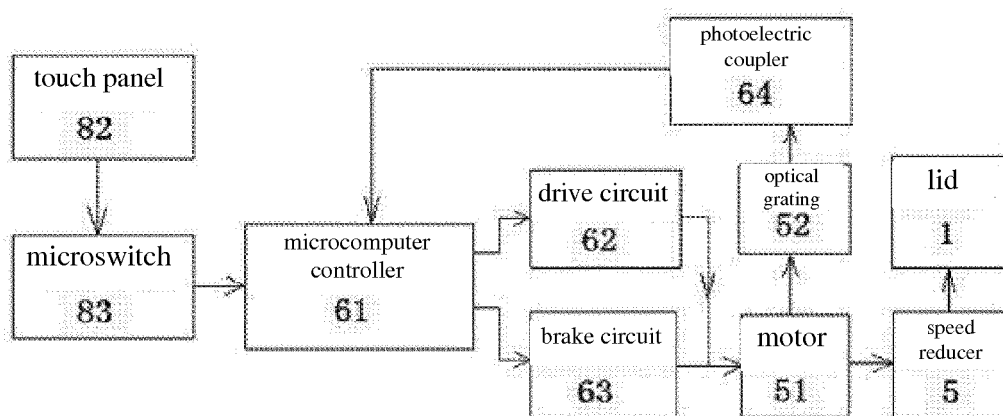 touch panel
82
microswitch
83
microcomputer
controller
61
drive circuit
62
brake circuit
63
photoelectric
coupler
64
optical
grating
52
motor
51
lid
1
speed
reducer
5